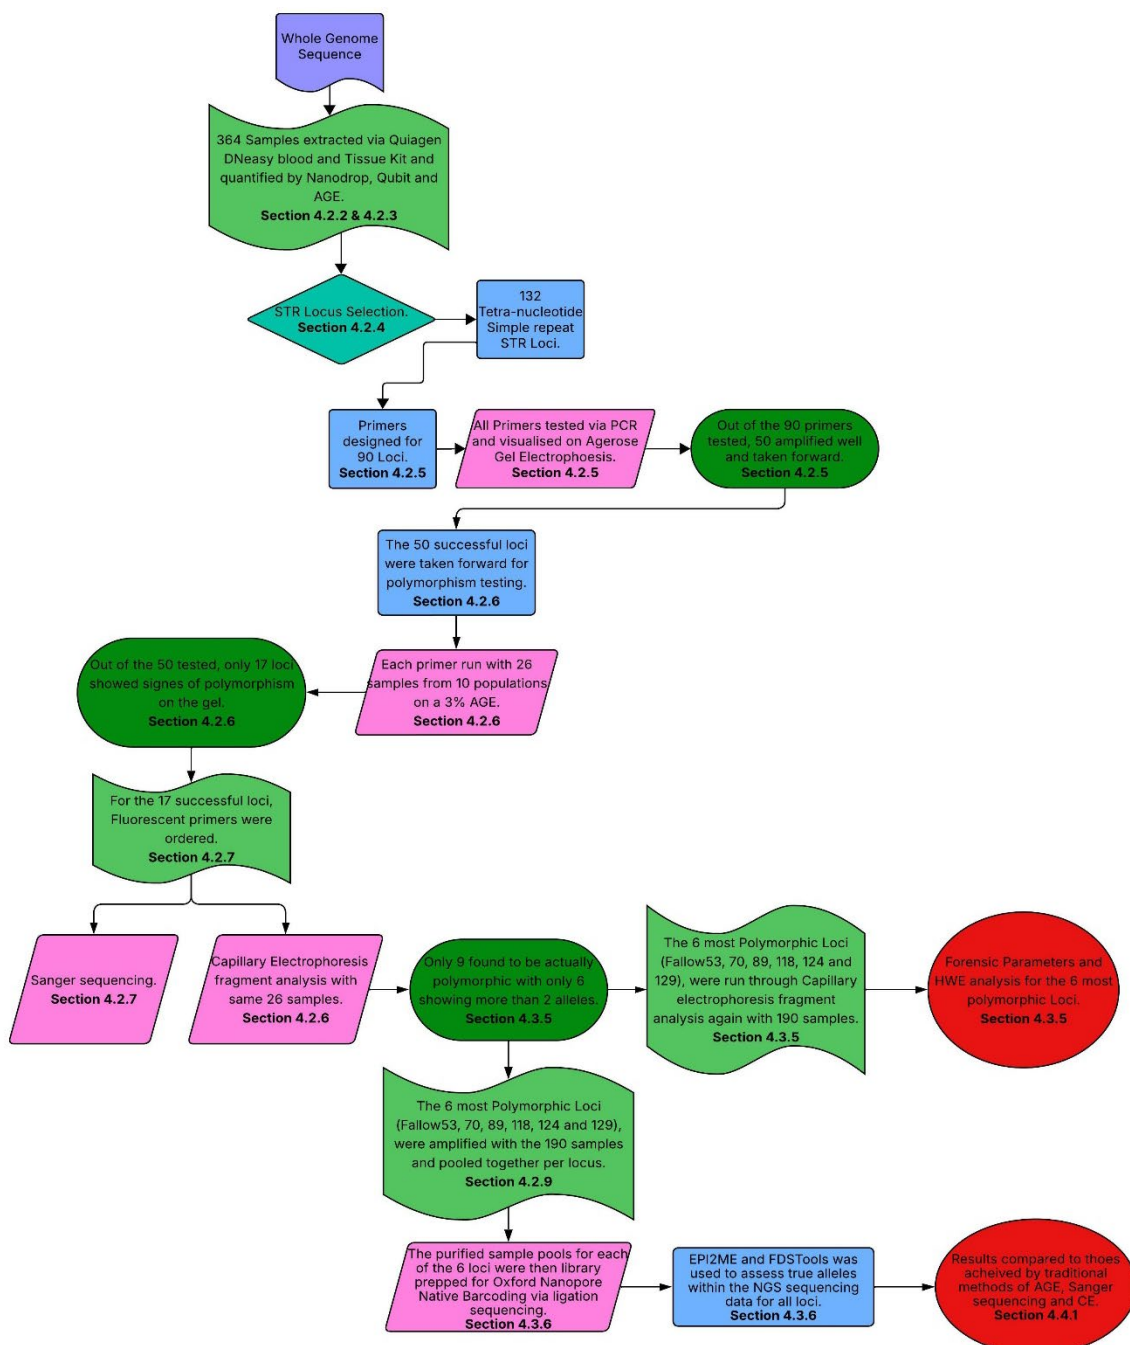 Whole Genome
Sequence
364 Samples extracted via Quiagen
DNeasy blood and Tissue Kit and
quantified by Nanodrop, Qubit and
AGE.
Section 4.2.2 & 4.2.3
STR Locus Selection.
Section 4.2.4
132
Tetra-nucleotide
Simple repeat
STR Loci.
Primers
designed for
90 Loci.
Section 4.2.5
All Primers tested via PCR
and visualised on Agerose
Gel Electrophoesis.
Section 4.2.5
Out of the 90 primers
tested, 50 amplified well
and taken forward.
Section 4.2.5
The 50 successful loci
were taken forward for
polymorphism testing.
Section 4.2.6
Each primer run with 26
samples from 10 populations
on a 3% AGE.
Section 4.2.6
Out of the 50 tested, only 17 loci
showed signes of polymorphism
on the gel.
Section 4.2.6
For the 17 successful loci,
Fluorescent primers were
ordered.
Section 4.2.7
Sanger sequencing.
Section 4.2.7
Capillary Electrophoresis
fragment analysis with
same 26 samples.
Section 4.2.6
Only 9 found to be actually
polymorphic with only 6
showing more than 2 alleles.
Section 4.3.5
The 6 most Polymorphic Loci
(Fallow53, 70, 89, 118, 124 and
129), were run through Capillary
electrophoresis fragment
analysis again with 190 samples.
Section 4.3.5
Forensic Parameters and
HWE analysis for the 6 most
polymorphic Loci.
Section 4.3.5
The 6 most Polymorphic Loci
(Fallow53, 70, 89, 118, 124 and 129),
were amplified with the 190 samples
and pooled together per locus.
Section 4.2.9
The purified sample pools for each
of the 6 loci were then library
prepped for Oxford Nanopore
Native Barcoding via ligation
sequencing.
Section 4.3.6
EPI2ME and FDSTools was
used to assess true alleles
within the NGS sequencing
data for all loci.
Section 4.3.6
Results compared to thoes
acheived by traditional
methods of AGE, Sanger
sequencing and CE.
Section 4.4.1